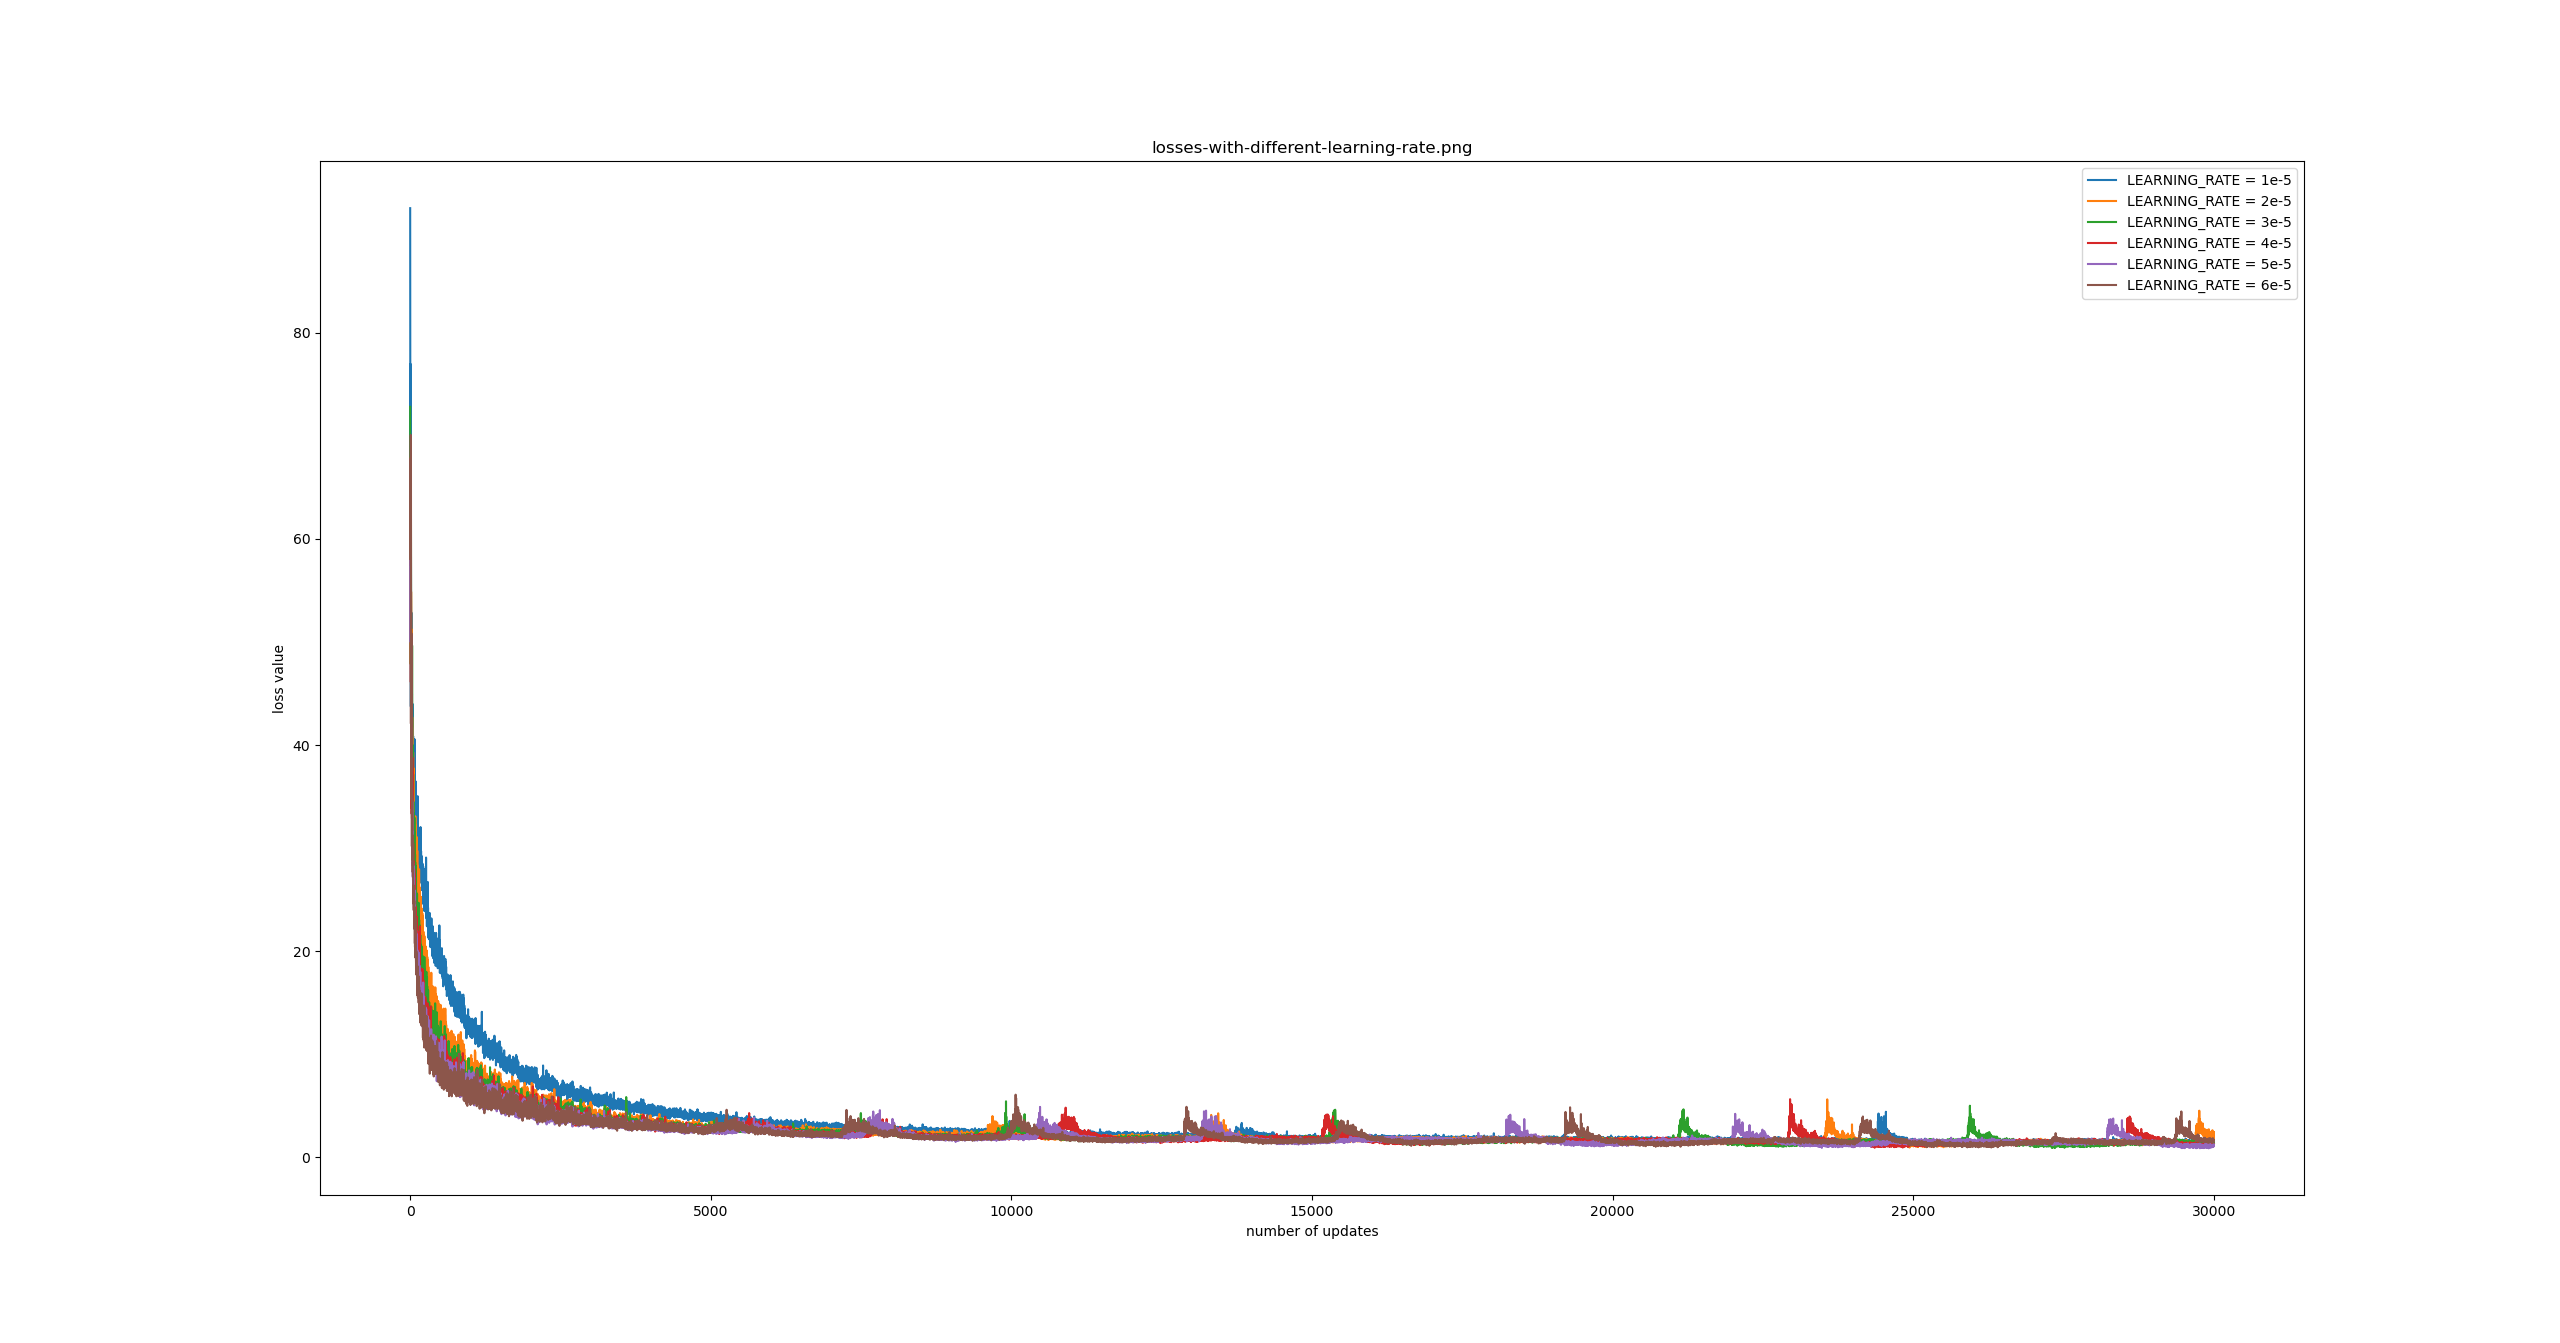 losses-with-different-learning-rate.png
LEARNING_RATE = 1e-5
LEARNING_RATE = 2e-5
LEARNING_RATE = 3e-5
LEARNING_RATE = 4e-5
LEARNING_RATE = 5e-5
LEARNING_RATE = 6e-5
80
60
40
20
0
loss value
0 5000 10000 15000 20000 25000 30000
number of updates